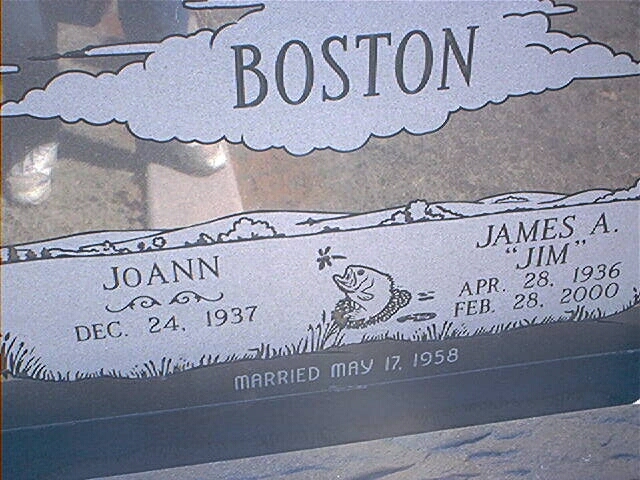 BOSTON
JOANN
DEC. 24, 1937
JAMES A.
"JIM"
APR. 28, 1936
FEB. 28, 2000
MARRIED MAY 17, 1958